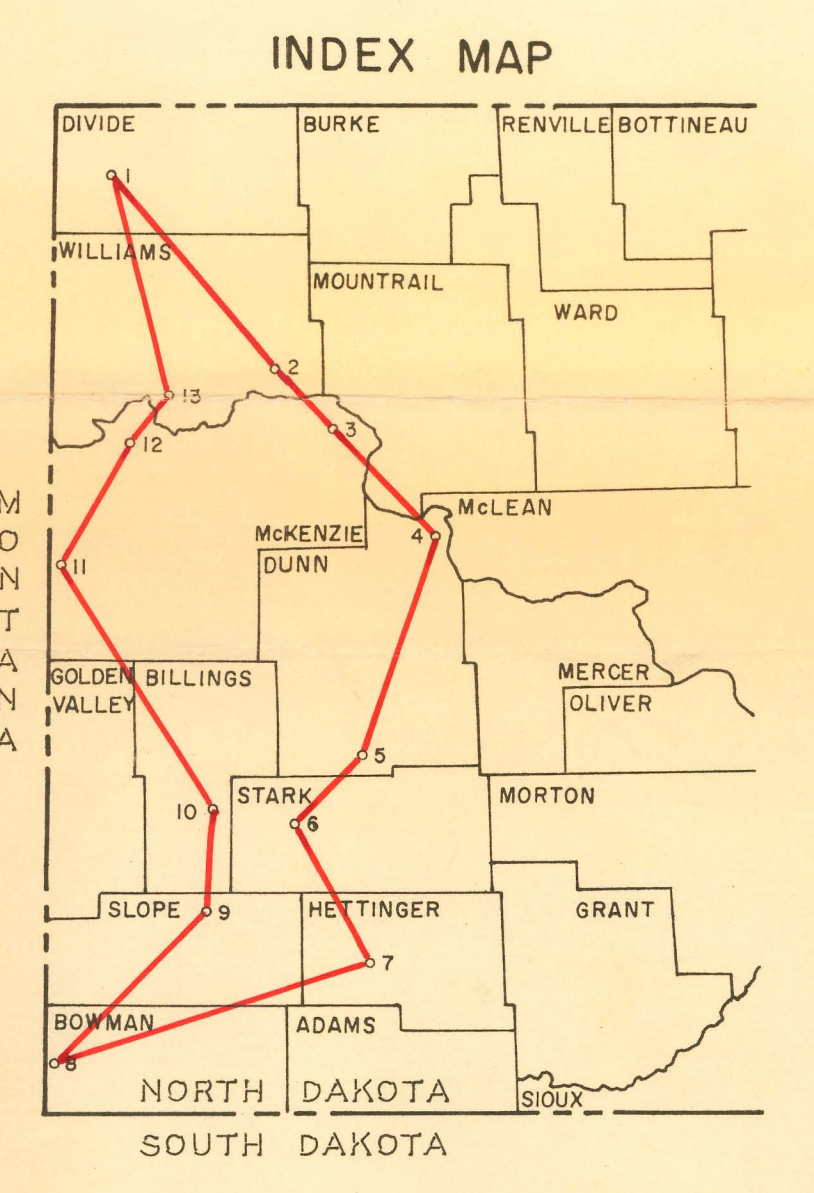 INDEX MAP
DIVIDE
BURKE
RENVILLE
BOTTINEAU
1
WILLIAMS
MOUNTRAIL
WARD
2
13
3
12
MCLEAN
McKENZIE
4
DUNN
11
MONTANA
GOLDEN
VALLEY
BILLINGS
MERCER
OLIVER
5
STARK
MORTON
10
6
SLOPE
9
HETTINGER
GRANT
7
BOWMAN
ADAMS
8
NORTH DAKOTA
SIOUX
SOUTH DAKOTA